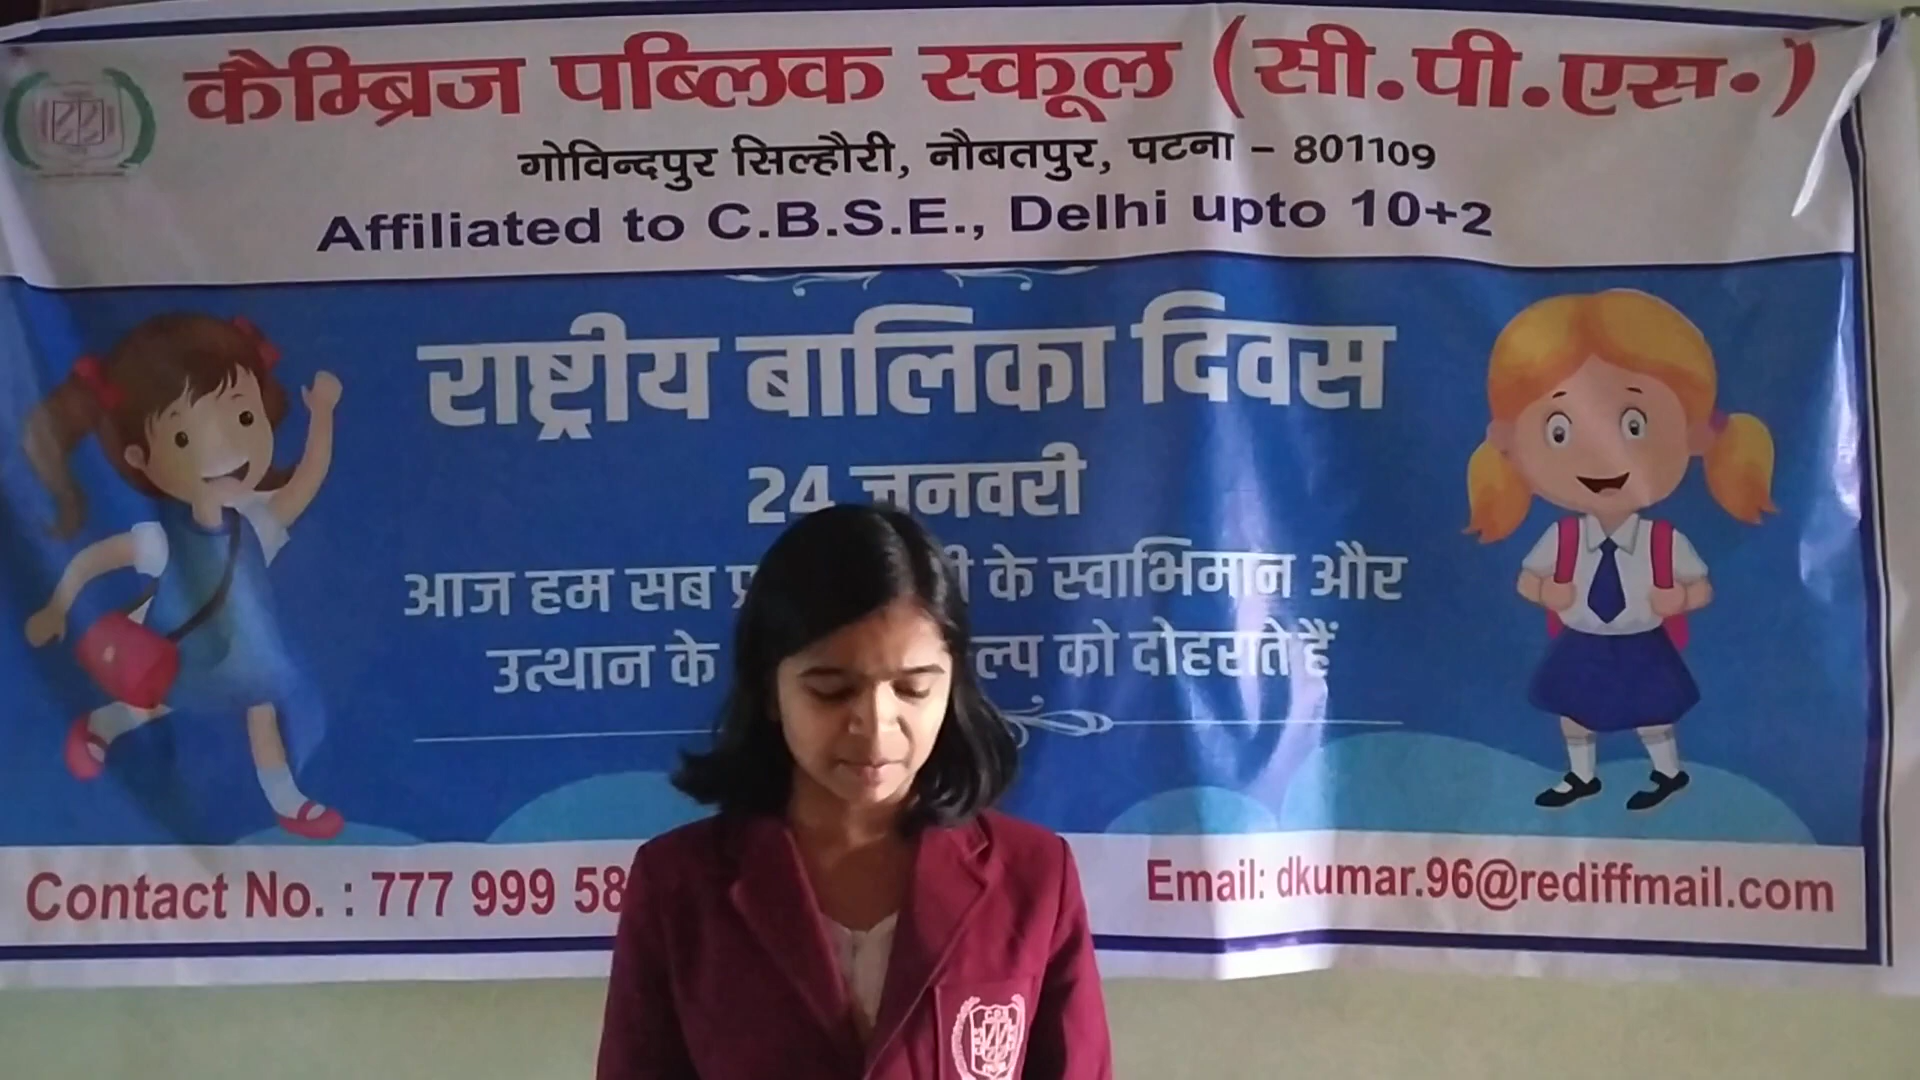 कैम्ब्रिज पब्लिक स्कूल (सी.पी.एस.)
गोविन्दपुर सिल्हौरी, नौबतपुर, पटना - 801109
Affiliated to C.B.S.E., Delhi upto 10+2
राष्ट्रीय बालिका दिवस
24 जनवरी
आज हम सब के स्वाभिमान और
उत्थान के को दोहराते हैं
Contact No. : 777 999 58
Email: dkumar.96@rediffmail.com